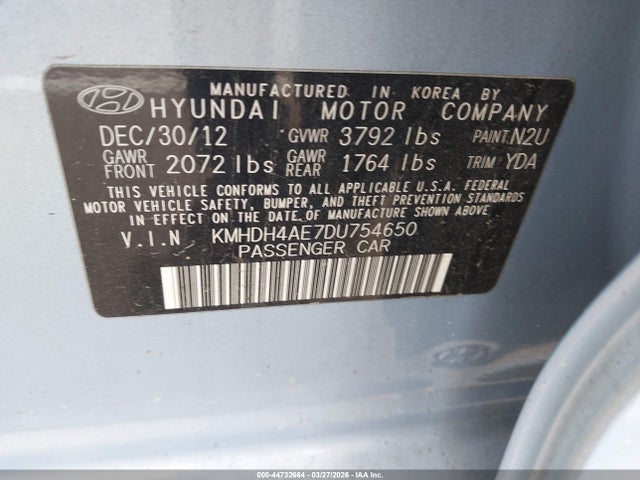 MANUFACTURED IN KOREA BY
HYUNDAI MOTOR COMPANY
DEC/30/12 GVWR 3792 lbs PAINT: N2U
GAWR FRONT 2072 lbs GAWR REAR 1764 lbs TRIM: YDA
THIS VEHICLE CONFORMS TO ALL APPLICABLE U.S.A. FEDERAL
MOTOR VEHICLE SAFETY, BUMPER, AND THEFT PREVENTION STANDARDS
IN EFFECT ON THE DATE OF MANUFACTURE SHOWN ABOVE.
V.I.N KMHDH4AE7DU754650
PASSENGER CAR
000-44732664 | 03/27/2026 | IAA, Inc.